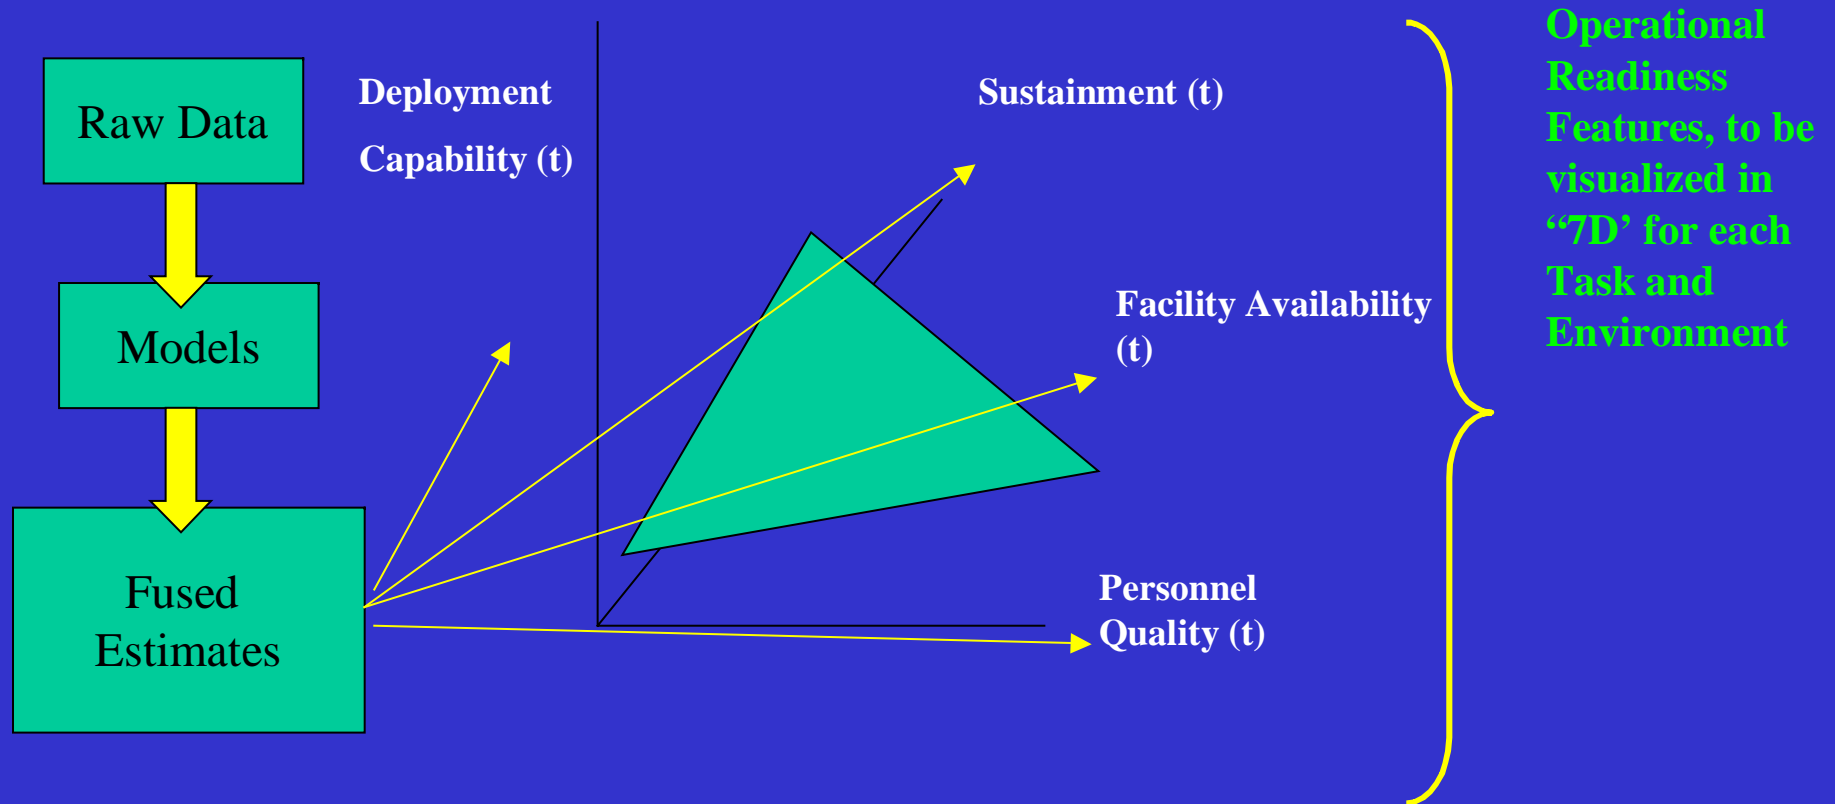 Raw Data
Models
Fused
Estimates
Deployment
Capability (t)
Sustainment (t)
Facility Availability
(t)
Personnel
Quality (t)
Operational
Readiness
Features, to be
visualized in
“7D’ for each
Task and
Environment